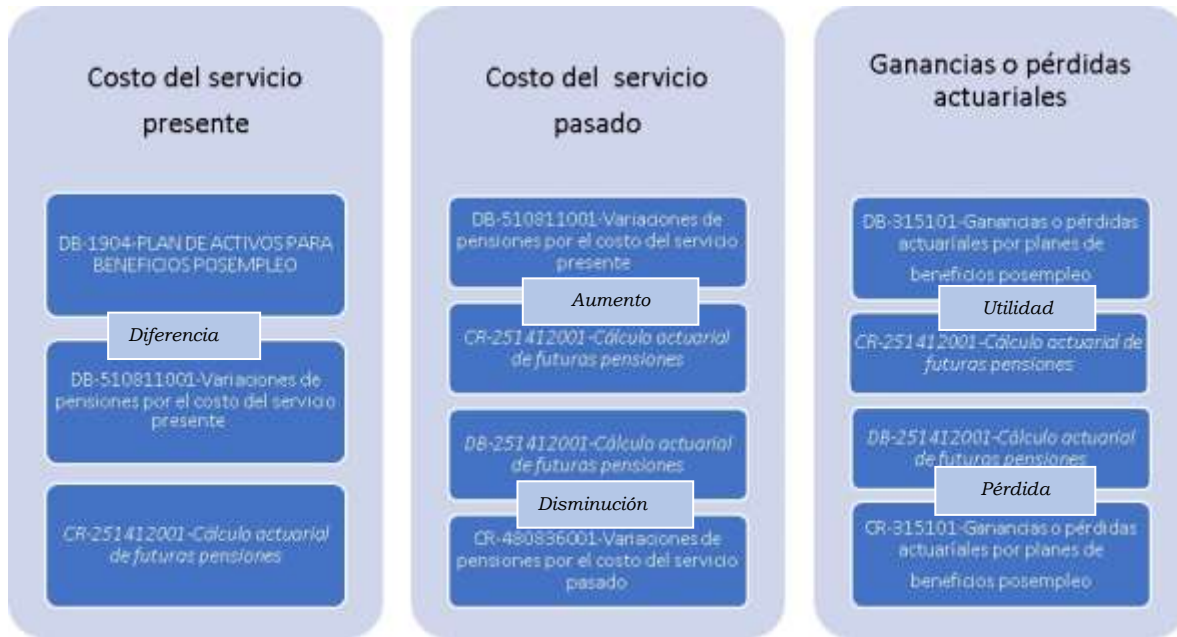 Costo del servicio
presente
DB-1904-PLAN DE ACTIVOS PARA
BENEFICIOS POSEMPLEO
Diferencia
DB-510811001-Variaciones de
pensiones por el costo del servicio
presente
CR-251412001-Cálculo actuarial
de futuras pensiones
Costo del servicio
pasado
DB-510811001-Variaciones de
pensiones por el costo del servicio
presente
Aumento
CR-251412001-Cálculo actuarial
de futuras pensiones
DB-251412001-Cálculo actuarial
de futuras pensiones
Disminución
CR-480836001-Variaciones de
pensiones por el costo del servicio
pasado
Ganancias o pérdidas
actuariales
DB-315101-Ganancias o pérdidas
actuariales por planes de
beneficios posempleo
Utilidad
CR-251412001-Cálculo actuarial de
futuras pensiones
DB-251412001-Cálculo actuarial
de futuras pensiones
Pérdida
CR-315101-Ganancias o pérdidas
actuariales por planes de
beneficios posempleo